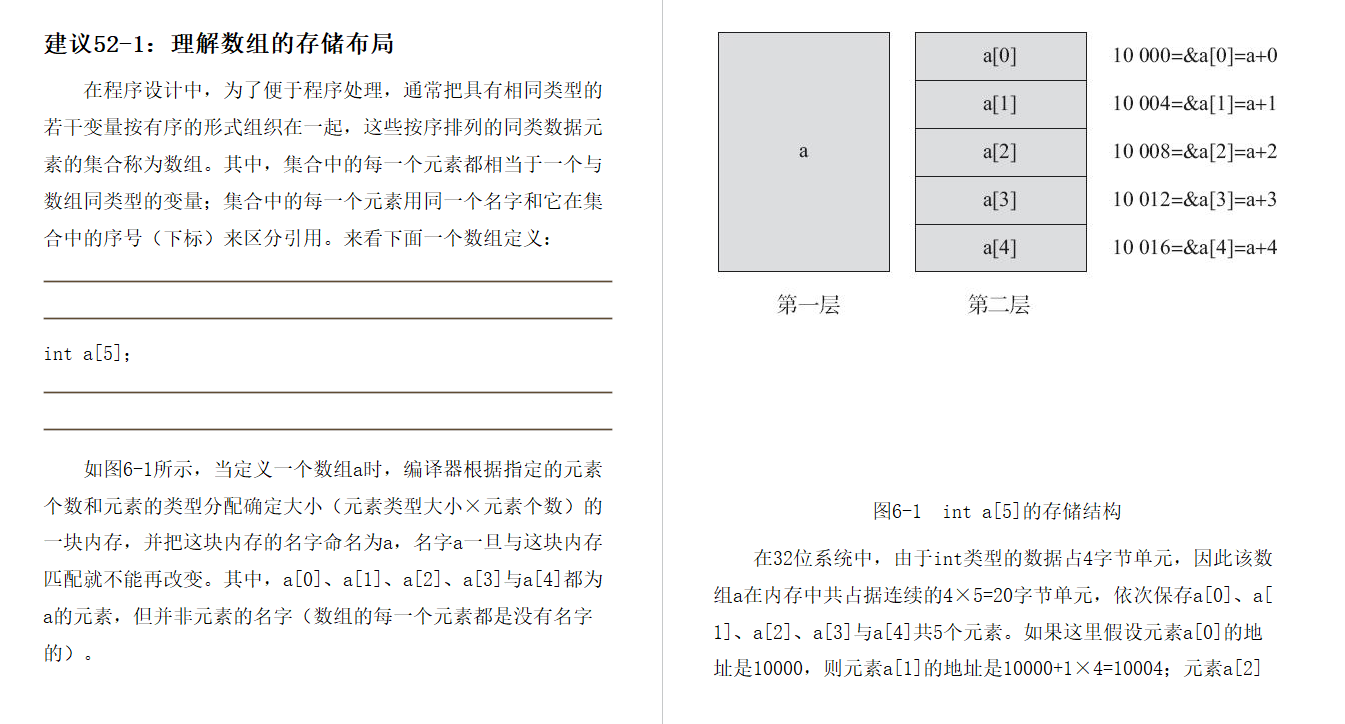 建议52-1：理解数组的存储布局
在程序设计中，为了便于程序处理，通常把具有相同类型的
若干变量按有序的形式组织在一起，这些按序排列的同类数据元
素的集合称为数组。其中，集合中的每一个元素都相当于一个与
数组同类型的变量；集合中的每一个元素用同一个名字和它在集
合中的序号（下标）来区分引用。来看下面一个数组定义：
int a[5];
如图6-1所示，当定义一个数组a时，编译器根据指定的元素
个数和元素的类型分配确定大小（元素类型大小×元素个数）的
一块内存，并把这块内存的名字命名为a，名字a一旦与这块内存
匹配就不能再改变。其中，a[0]、a[1]、a[2]、a[3]与a[4]都为
a的元素，但并非元素的名字（数组的每一个元素都是没有名字
的）。
a[0] 10 000=&a[0]=a+0
a[1] 10 004=&a[1]=a+1
a a[2] 10 008=&a[2]=a+2
a[3] 10 012=&a[3]=a+3
a[4] 10 016=&a[4]=a+4
第一层 第二层
图6-1 int a[5]的存储结构
在32位系统中，由于int类型的数据占4字节单元，因此该数
组a在内存中共占据连续的4×5=20字节单元，依次保存a[0]、a[
1]、a[2]、a[3]与a[4]共5个元素。如果这里假设元素a[0]的地
址是10000，则元素a[1]的地址是10000+1×4=10004；元素a[2]